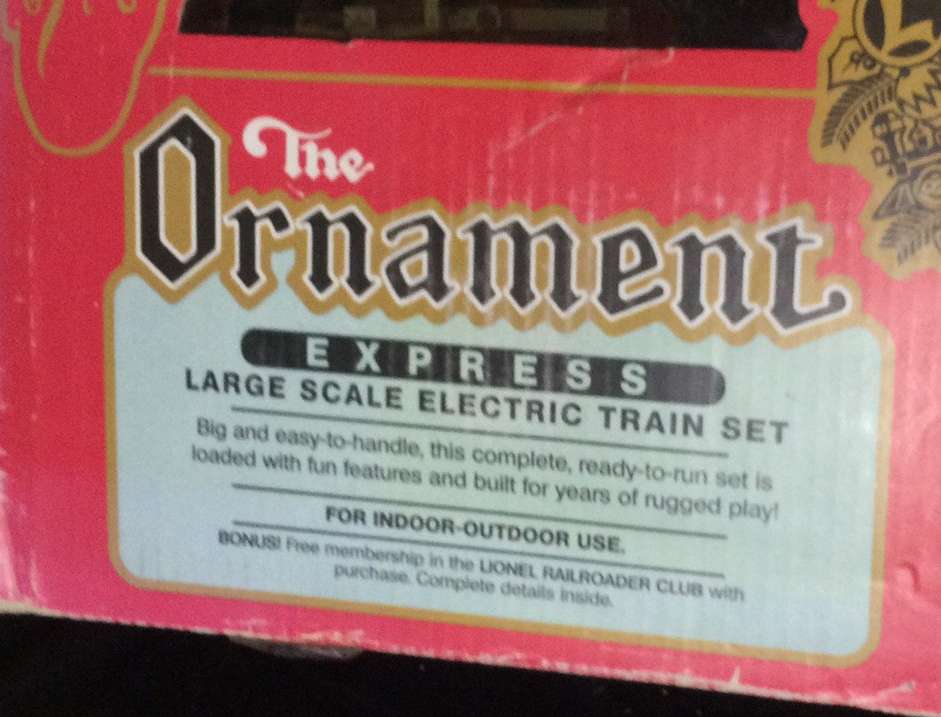 The
Ornament
EXPRESS
LARGE SCALE ELECTRIC TRAIN SET
Big and easy-to-handle, this complete, ready-to-run set is
loaded with fun features and built for years of rugged play!
FOR INDOOR-OUTDOOR USE.
BONUS! Free membership in the LIONEL RAILROADER CLUB with
purchase. Complete details inside.
L